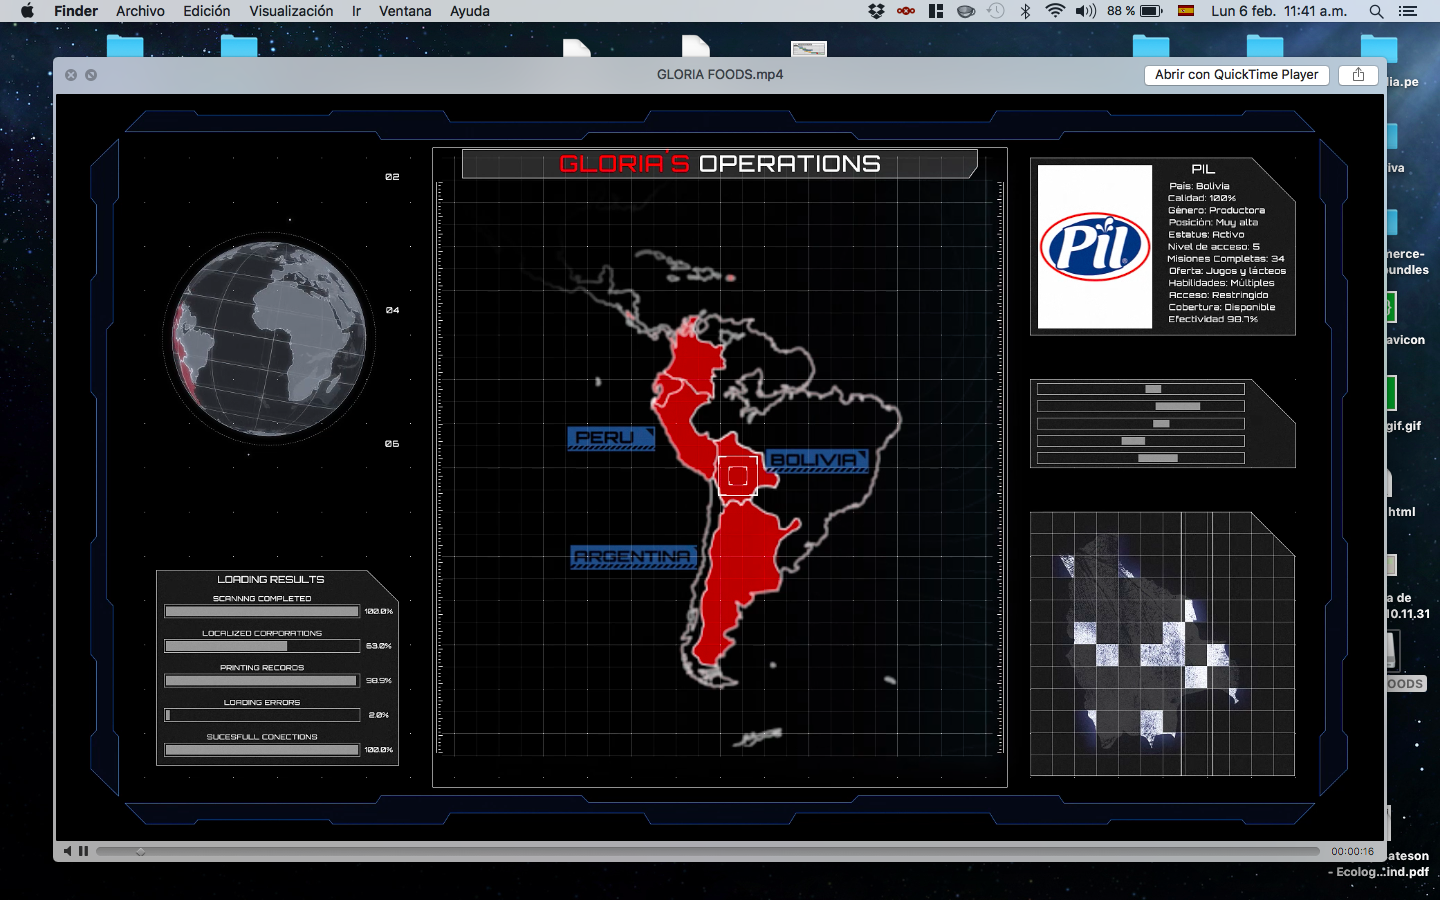 Finder Archivo Edición Visualización Ir Ventana Ayuda
88 % Lun 6 feb. 11:41 a.m.
GLORIA FOODS.mp4
Abrir con QuickTime Player
GLORIA'S OPERATIONS
02
04
06
PERU
BOLIVIA
ARGENTINA
LOADING RESULTS
SCANNNG COMPLETED
100.0%
LOCALIZED CORPORATIONS
63.0%
PRINTING RECORDS
98.9%
LOADING ERRORS
2.0%
SUCESFULL CONECTIONS
100.0%
Pil
PIL
País: Bolivia
Calidad: 100%
Género: Productora
Posición: Muy alta
Estatus: Activo
Nivel de acceso: 5
Misiones Completas: 34
Oferta: Jugos y lácteos
Habilidades: Múltiples
Acceso: Restringido
Cobertura: Disponible
Efectividad 98.7%
lia.pe
iva
nerce-
bundles
avicon
gif.gif
html
a de
10.11.31
OODS
ateson
- Ecolog...ind.pdf
00:00:16